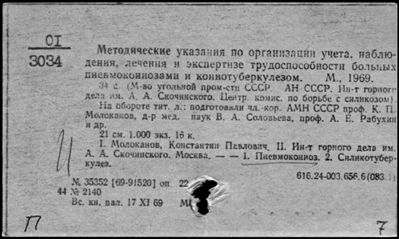 OI
3034
Методические указания по организации учета, наблю-
дения, лечения и экспертизе трудоспособности больных
пневмокониозами и кониотуберкулезом. М., 1969.
34 с. (М-во угольной пром-сти СССР. АН СССР. Ин-т горного
дела им. А. А. Скочинского. Центр. комис. по борьбе с силикозом).
На обороте тит. л.: подготовили чл.-кор. АМН СССР проф. К. П.
Молоканов, д-р мед. наук В. А. Соловьева, проф. А. Е. Рабухин
и др.
21 см. 1.000 экз. 16 к.
I. Молоканов, Константин Павлович, II. Ин-т горного дела им.
А. А. Скочинского. Москва. — — 1. Пневмокониоз. 2. Силикотубер-
кулез.
№ 35352 [69-91520] оп. 22
616.24-003.656.6(083.)
44 № 2140
Вс. кн. пал. 17 XI 69 М
П
7